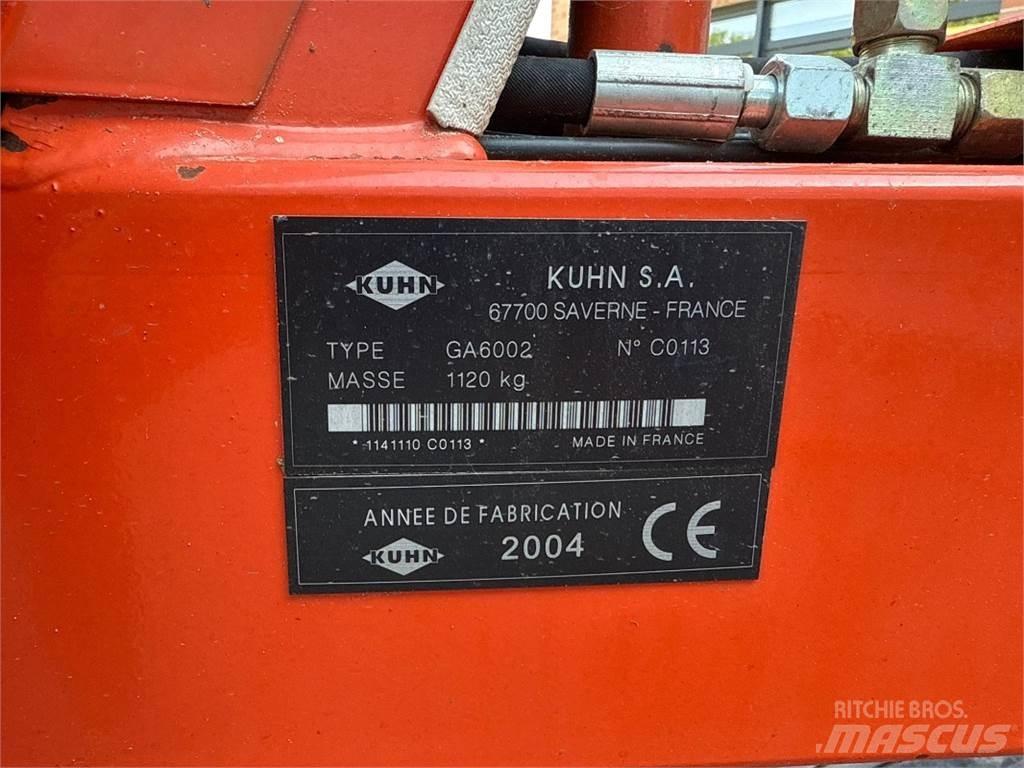 KUHN
KUHN S.A.
67700 SAVERNE - FRANCE
TYPE GA6002 N° C0113
MASSE 1120 kg
* 1141110 C0113 * MADE IN FRANCE
ANNEE DE FABRICATION
KUHN 2004 CE
RITCHIE BROS.
MASCUS